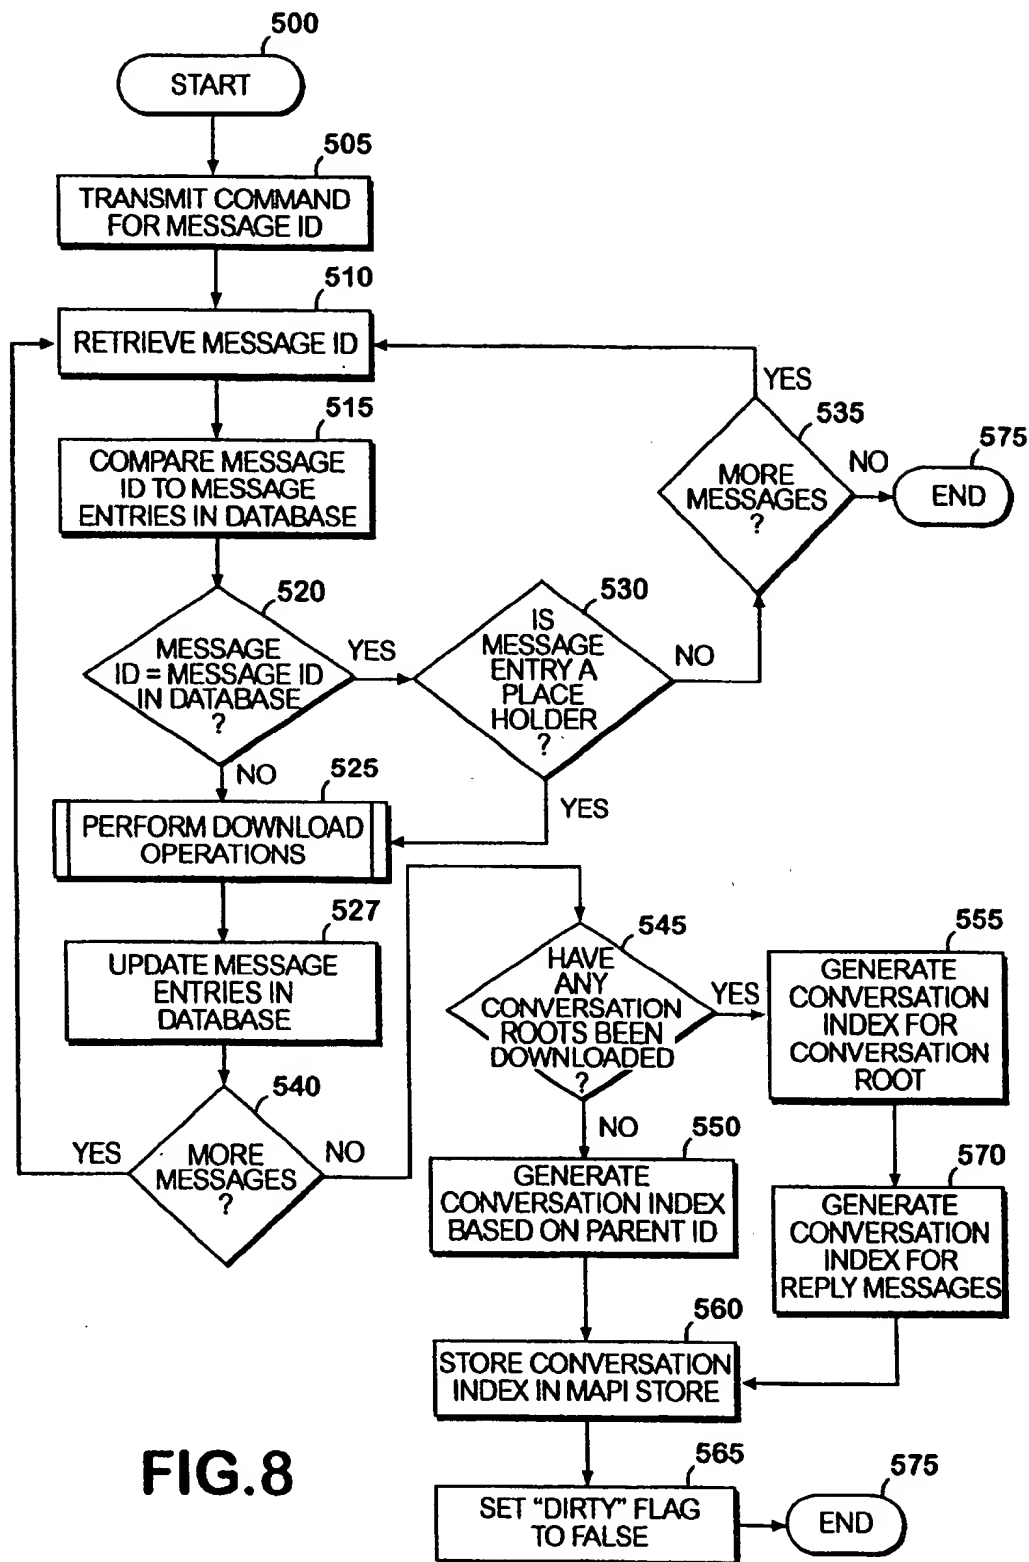 500
START
505
TRANSMIT COMMAND
FOR MESSAGE ID
510
RETRIEVE MESSAGE ID
515
COMPARE MESSAGE
ID TO MESSAGE
ENTRIES IN DATABASE
520
MESSAGE
ID = MESSAGE ID
IN DATABASE
?
YES
NO
530
IS
MESSAGE
ENTRY A
PLACE
HOLDER
?
NO
YES
YES
535
MORE
MESSAGES
?
NO
575
END
525
PERFORM DOWNLOAD
OPERATIONS
527
UPDATE MESSAGE
ENTRIES IN
DATABASE
540
YES
MORE
MESSAGES
?
NO
545
HAVE
ANY
CONVERSATION
ROOTS BEEN
DOWNLOADED
?
YES
NO
555
GENERATE
CONVERSATION
INDEX FOR
CONVERSATION
ROOT
550
GENERATE
CONVERSATION INDEX
BASED ON PARENT ID
570
GENERATE
CONVERSATION
INDEX FOR
REPLY MESSAGES
560
STORE CONVERSATION
INDEX IN MAPI STORE
565
SET "DIRTY" FLAG
TO FALSE
575
END
FIG.8